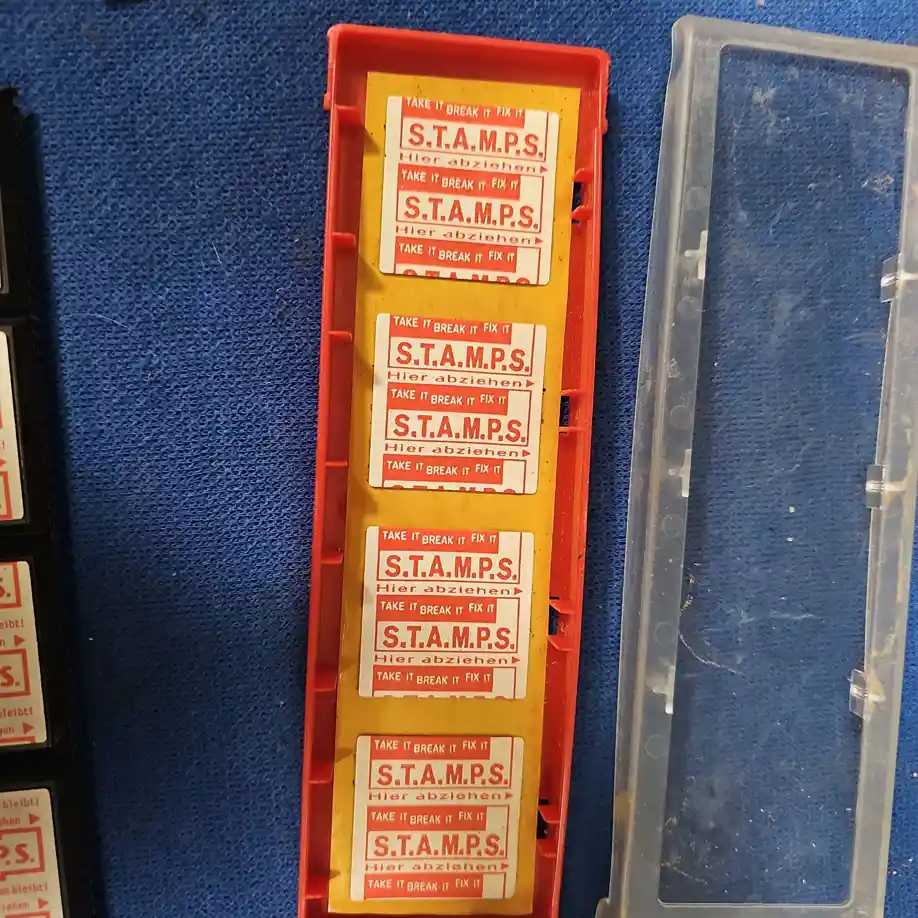 TAKE IT BREAK IT FIX IT
S.T.A.M.P.S.
Hier abziehen
TAKE IT BREAK IT FIX IT
S.T.A.M.P.S.
Hier abziehen
TAKE IT BREAK IT FIX IT
S.T.A.M.P.S.
TAKE IT BREAK IT FIX IT
S.T.A.M.P.S.
Hier abziehen
TAKE IT BREAK IT FIX IT
S.T.A.M.P.S.
Hier abziehen
TAKE IT BREAK IT FIX IT
S.T.A.M.P.S.
TAKE IT BREAK IT FIX IT
S.T.A.M.P.S.
Hier abziehen
TAKE IT BREAK IT FIX IT
S.T.A.M.P.S.
Hier abziehen
TAKE IT BREAK IT FIX IT
TAKE IT BREAK IT FIX IT
S.T.A.M.P.S.
Hier abziehen
TAKE IT BREAK IT FIX IT
S.T.A.M.P.S.
Hier abziehen
TAKE IT BREAK IT FIX IT